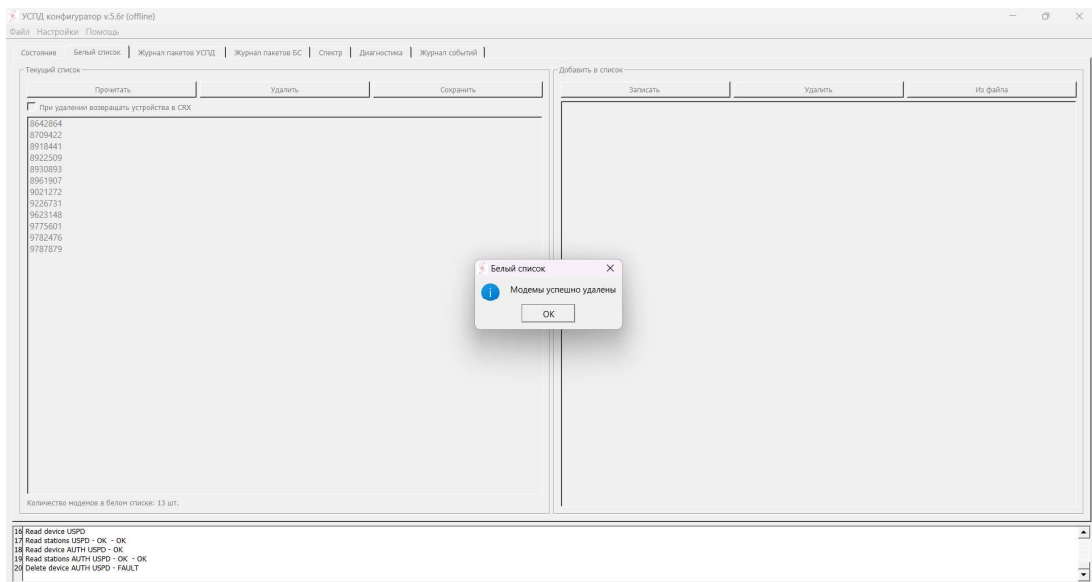 УСПД конфигуратор v.5.6r (offline)
Файл Настройки Помощь
Состояние Белый список Журнал пакетов УСПД Журнал пакетов БС Спектр Диагностика Журнал событий
Текущий список
Добавить в список
Прочитать Удалить Сохранить
Записать Удалить Из файла
При удалении возвращать устройства в CRX
8642864
8709422
8918441
8922509
8930893
8961907
9021272
9226731
9623148
9775601
9782476
9787879
Белый список
Модемы успешно удалены
ОК
Количество модемов в белом списке: 13 шт.
16 Read device USPD
17 Read stations USPD - OK - OK
18 Read device AUTH USPD - OK
19 Read stations AUTH USPD - OK - OK
20 Delete device AUTH USPD - FAULT